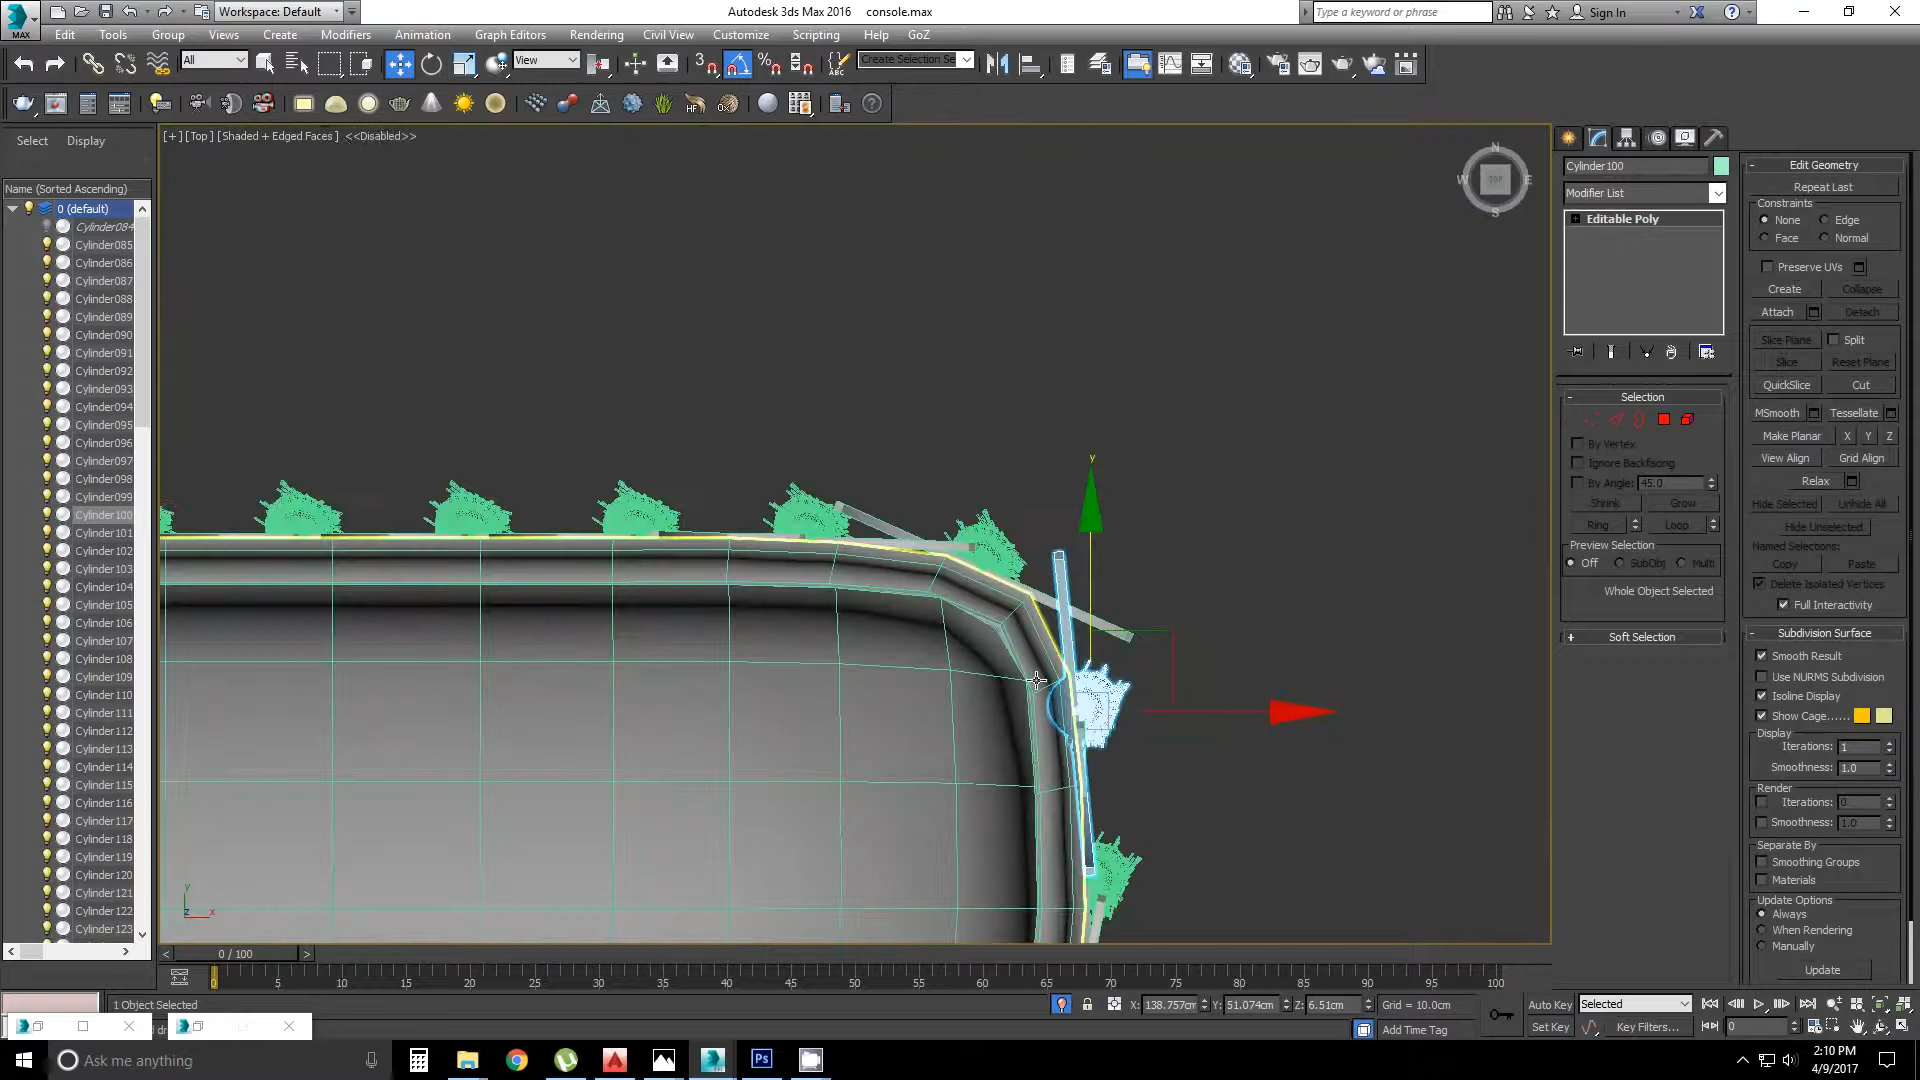 MAX
Workspace: Default
Autodesk 3ds Max 2016    console.max
Type a keyword or phrase
Sign In
Edit
Tools
Group
Views
Create
Modifiers
Animation
Graph Editors
Rendering
Civil View
Customize
Scripting
Help
GoZ
All
View
Create Selection Se
[+] [Top ] [Shaded + Edged Faces ] <<Disabled>>
Select
Display
Name (Sorted Ascending)
0 (default)
Cylinder084
Cylinder085
Cylinder086
Cylinder087
Cylinder088
Cylinder089
Cylinder090
Cylinder091
Cylinder092
Cylinder093
Cylinder094
Cylinder095
Cylinder096
Cylinder097
Cylinder098
Cylinder099
Cylinder100
Cylinder101
Cylinder102
Cylinder103
Cylinder104
Cylinder105
Cylinder106
Cylinder107
Cylinder108
Cylinder109
Cylinder110
Cylinder111
Cylinder112
Cylinder113
Cylinder114
Cylinder115
Cylinder116
Cylinder117
Cylinder118
Cylinder119
Cylinder120
Cylinder121
Cylinder122
Cylinder123
N
W TOP E
S
y
y
z x
Cylinder100
Modifier List
Editable Poly
Selection
By Vertex
Ignore Backfacing
By Angle: 45.0
Shrink Grow
Ring Loop
Preview Selection
Off SubObj Multi
Whole Object Selected
Soft Selection
Edit Geometry
Repeat Last
Constraints
None Edge
Face Normal
Preserve UVs
Create Collapse
Attach Detach
Slice Plane Split
Slice Reset Plane
QuickSlice Cut
MSmooth Tessellate
Make Planar X Y Z
View Align Grid Align
Relax
Hide Selected Unhide All
Hide Unselected
Named Selections:
Copy Paste
Delete Isolated Vertices
Full Interactivity
Subdivision Surface
Smooth Result
Use NURMS Subdivision
Isoline Display
Show Cage......
Display
Iterations: 1
Smoothness: 1.0
Render
Iterations: 0
Smoothness: 1.0
Separate By
Smoothing Groups
Materials
Update Options
Always
When Rendering
Manually
Update
0 / 100
0 5 10 15 20 25 30 35 40 45 50 55 60 65 70 75 80 85 90 95 100
1 Object Selected
X: 138.757cm Y: 51.074cm Z: 6.51cm Grid = 10.0cm
Add Time Tag
Auto Key Selected
Set Key Key Filters...
0
Ask me anything
Ps
2:10 PM
4/9/2017